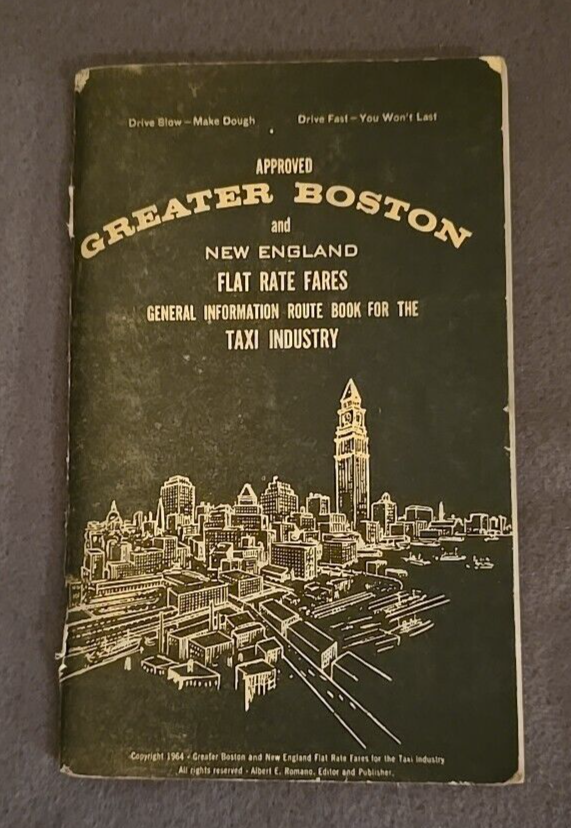 Drive Slow - Make Dough Drive Fast - You Won't Last
APPROVED
GREATER BOSTON
and
NEW ENGLAND
FLAT RATE FARES
GENERAL INFORMATION ROUTE BOOK FOR THE
TAXI INDUSTRY
Copyright 1964 - Greater Boston and New England Flat Rate Fares for the Taxi Industry
All rights reserved - Albert E. Romano, Editor and Publisher.